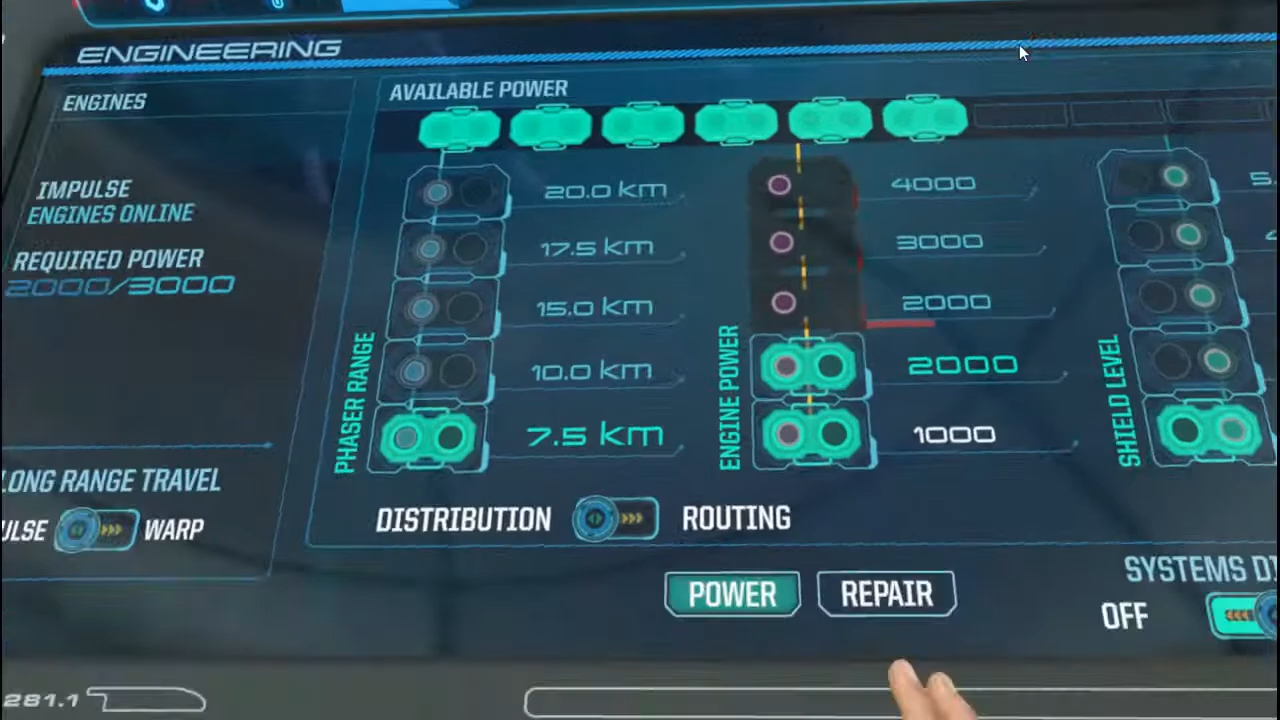 ENGINEERING
ENGINES
IMPULSE
ENGINES ONLINE
REQUIRED POWER
2000/3000
LONG RANGE TRAVEL
ULSE
WARP
AVAILABLE POWER
PHASER RANGE
20.0 km
17.5 km
15.0 km
10.0 km
7.5 km
ENGINE POWER
4000
3000
2000
2000
1000
SHIELD LEVEL
5.
DISTRIBUTION
ROUTING
POWER
REPAIR
SYSTEMS D
OFF
281.1